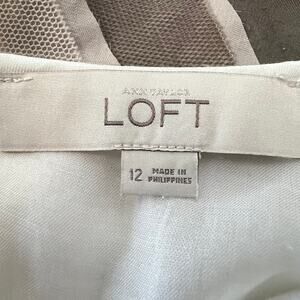 ANN TAYLOR
LOFT
12 MADE IN
PHILIPPINES